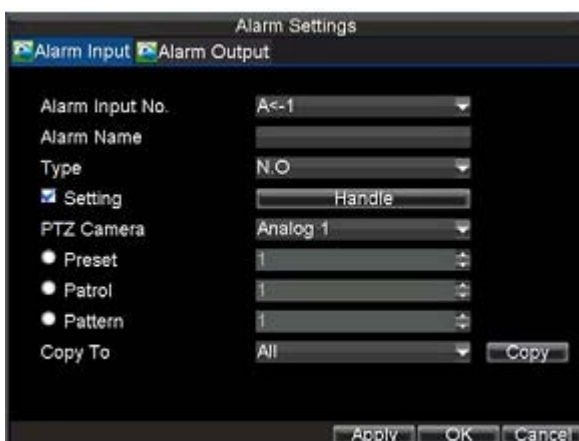 Alarm Settings
Alarm Input Alarm Output
Alarm Input No. A<-1
Alarm Name
Type N.O
Setting Handle
PTZ Camera Analog 1
Preset 1
Patrol 1
Pattern 1
Copy To All Copy
Apply OK Cancel